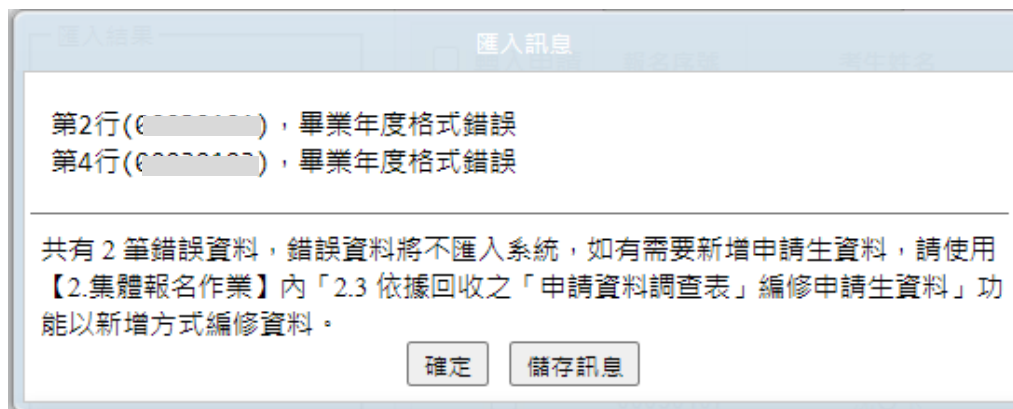 匯入訊息
第2行( ),畢業年度格式錯誤
第4行( ),畢業年度格式錯誤
共有 2 筆錯誤資料,錯誤資料將不匯入系統,如有需要新增申請生資料,請使用
【2.集體報名作業】內「2.3 依據回收之「申請資料調查表」編修申請生資料」功
能以新增方式編修資料。
確定 儲存訊息